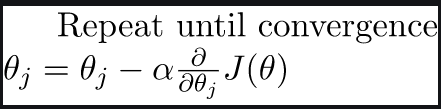 Repeat until convergence
θ_j = θ_j − α ∂/∂θ_j J(θ)